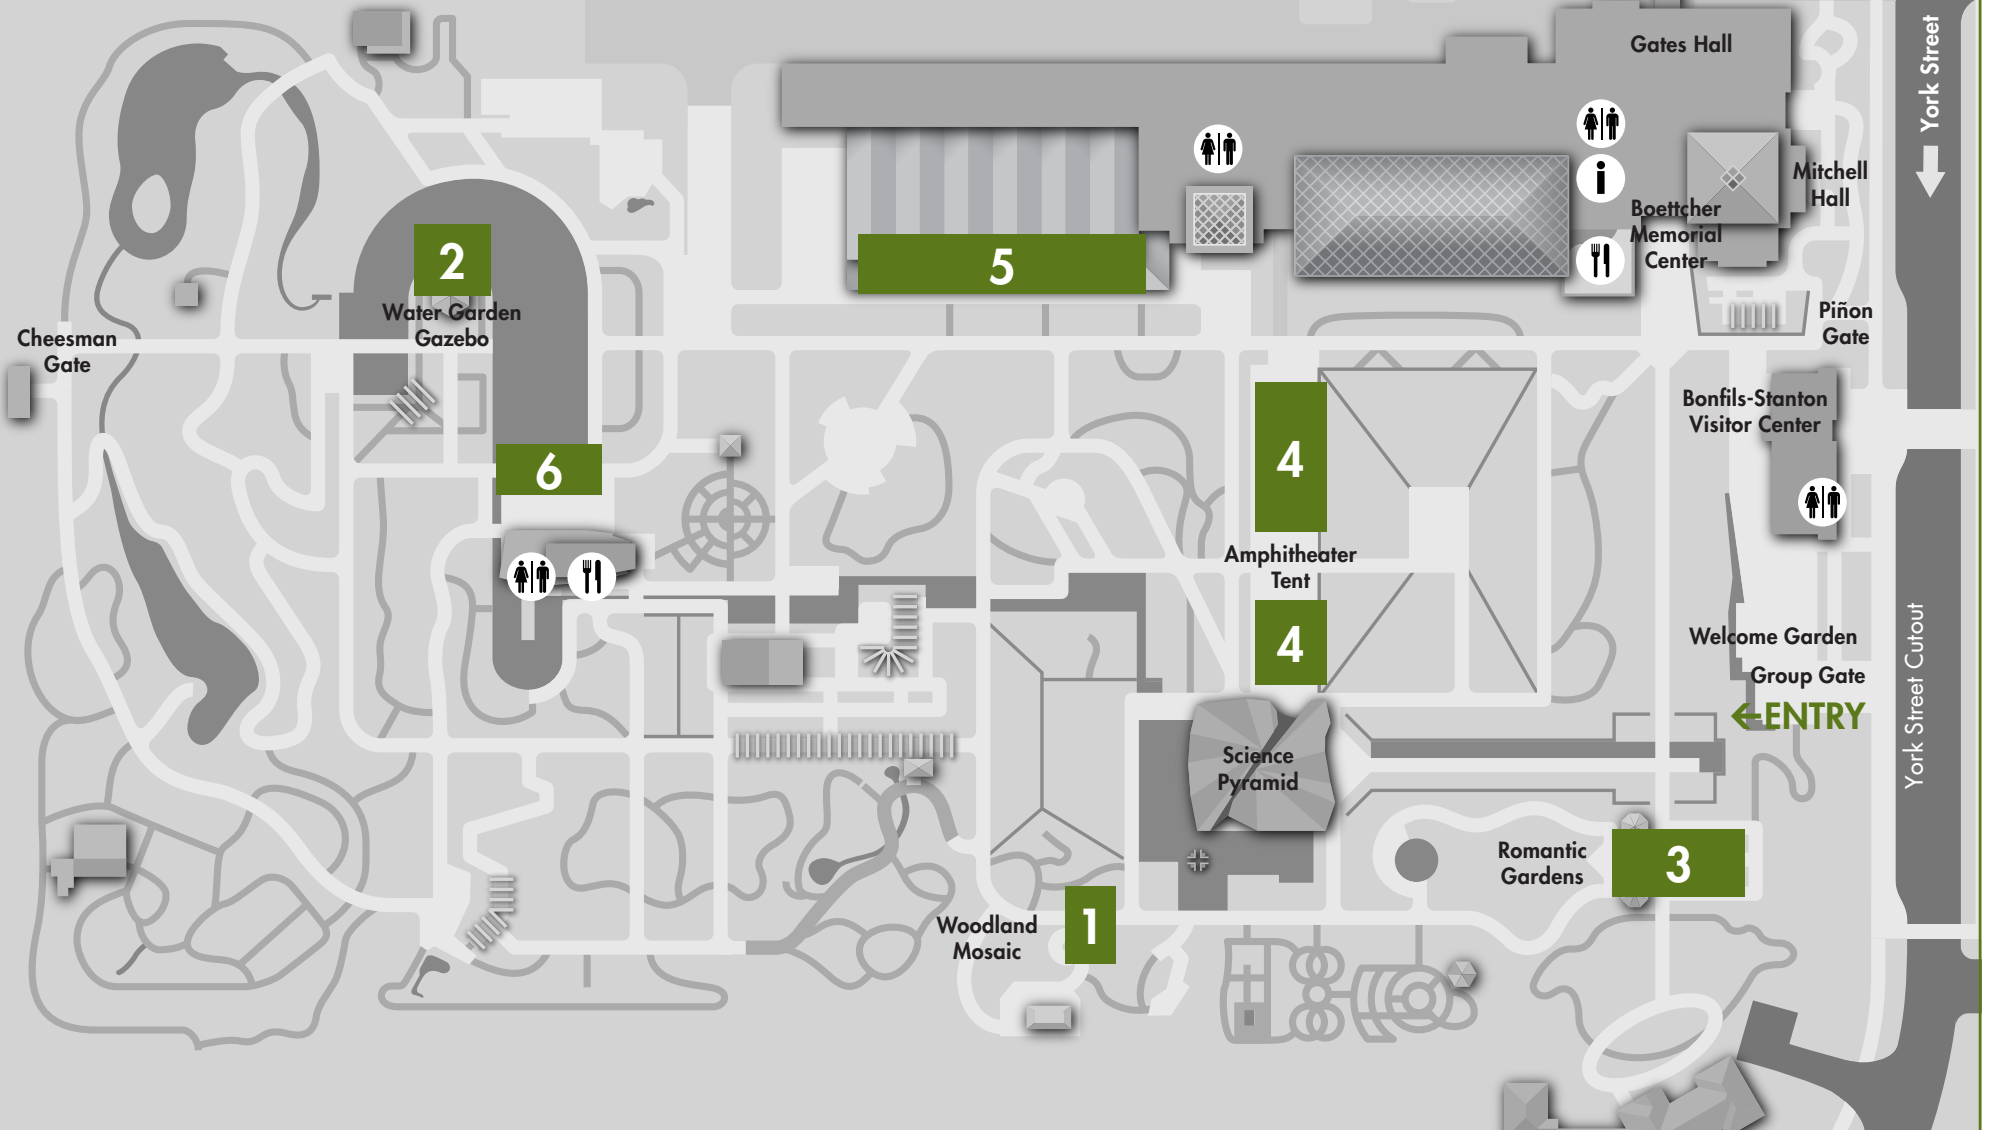 Gates Hall
York Street
Mitchell
Hall
Boettcher
Memorial
Center
2
5
Water Garden
Gazebo
Cheesman
Gate
Piñon
Gate
Bonfils-Stanton
Visitor Center
4
6
Amphitheater
Tent
4
Welcome Garden
Group Gate
←ENTRY
York Street Cutout
Science
Pyramid
Romantic
Gardens
3
Woodland
Mosaic
1